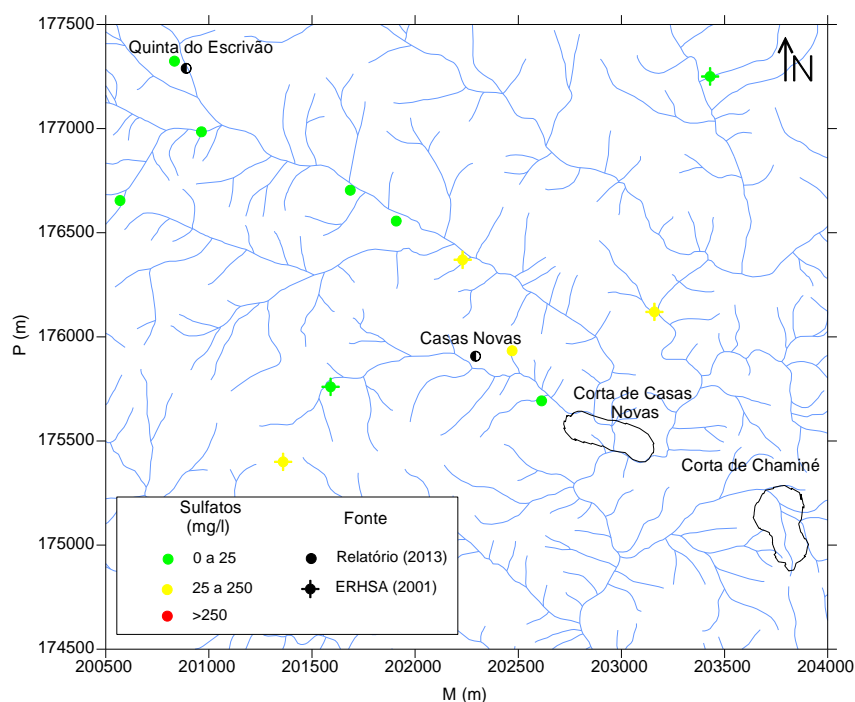 177500
177000
176500
176000
175500
175000
174500
P (m)
Quinta do Escrivão
N
Casas Novas
Corta de Casas
Novas
Corta de Chaminé
Sulfatos
(mg/l)
Fonte
0 a 25
Relatório (2013)
25 a 250
ERHSA (2001)
>250
200500 201000 201500 202000 202500 203000 203500 204000
M (m)